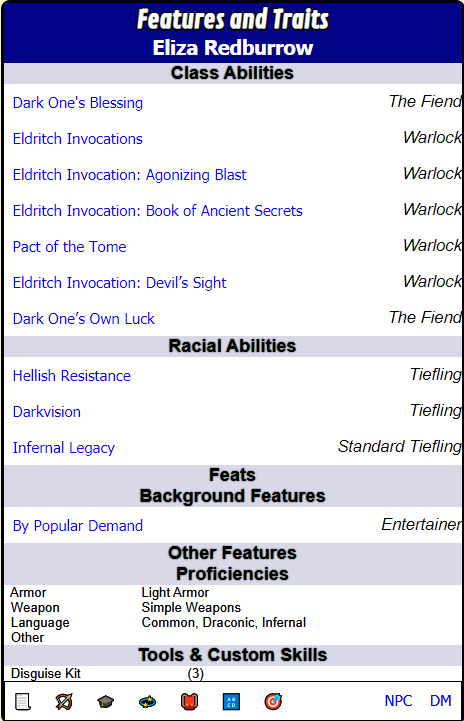 Features and Traits
Eliza Redburrow
Class Abilities
Dark One's Blessing The Fiend
Eldritch Invocations Warlock
Eldritch Invocation: Agonizing Blast Warlock
Eldritch Invocation: Book of Ancient Secrets Warlock
Pact of the Tome Warlock
Eldritch Invocation: Devil’s Sight Warlock
Dark One’s Own Luck The Fiend
Racial Abilities
Hellish Resistance Tiefling
Darkvision Tiefling
Infernal Legacy Standard Tiefling
Feats
Background Features
By Popular Demand Entertainer
Other Features
Proficiencies
Armor Light Armor
Weapon Simple Weapons
Language Common, Draconic, Infernal
Other
Tools & Custom Skills
Disguise Kit (3)
AB
CD
NPC DM